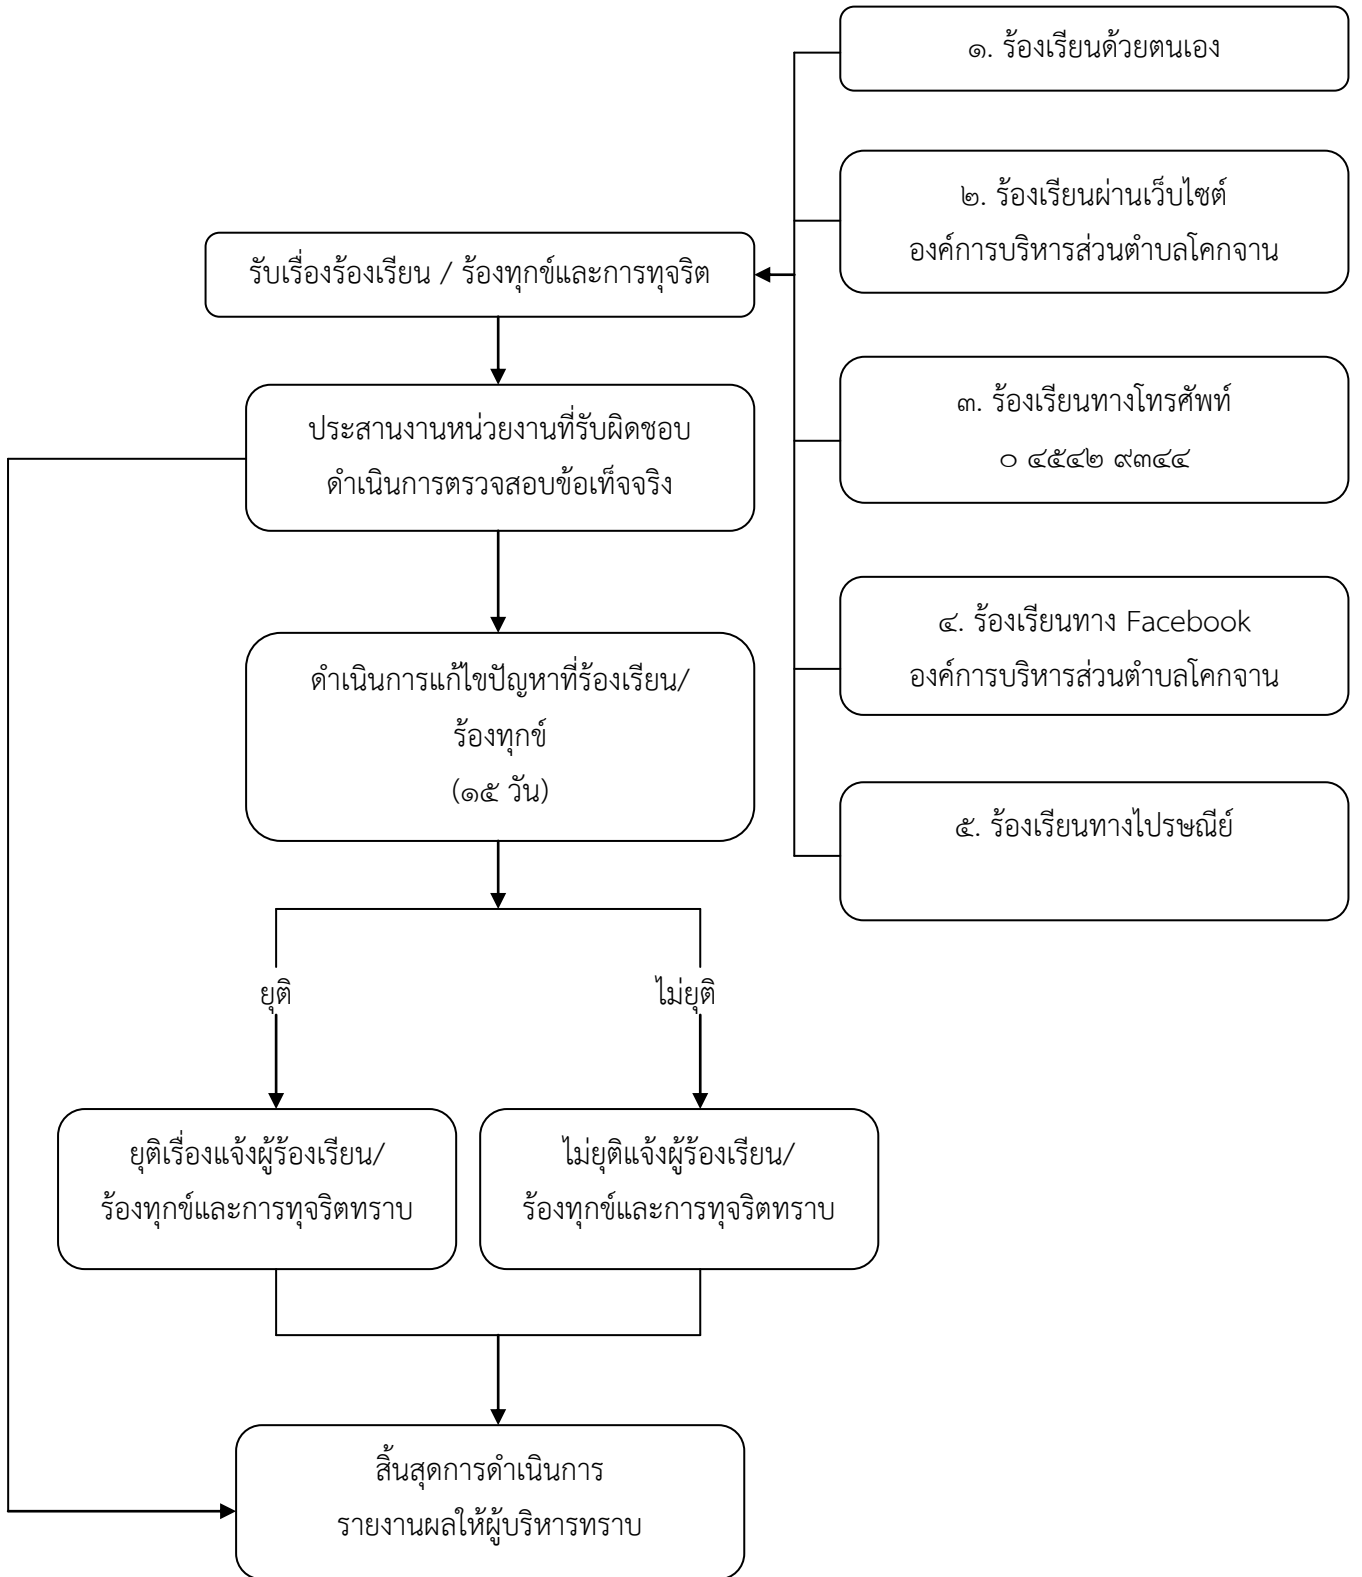 ๑. ร้องเรียนด้วยตนเอง
๒. ร้องเรียนผ่านเว็บไซต์
องค์การบริหารส่วนตำบลโคกจาน
รับเรื่องร้องเรียน / ร้องทุกข์และการทุจริต
๓. ร้องเรียนทางโทรศัพท์
๐ ๔๕๔๒ ๙๓๔๔
ประสานงานหน่วยงานที่รับผิดชอบ
ดำเนินการตรวจสอบข้อเท็จจริง
๔. ร้องเรียนทาง Facebook
องค์การบริหารส่วนตำบลโคกจาน
ดำเนินการแก้ไขปัญหาที่ร้องเรียน/
ร้องทุกข์
(๑๕ วัน)
๕. ร้องเรียนทางไปรษณีย์
ยุติ
ไม่ยุติ
ยุติเรื่องแจ้งผู้ร้องเรียน/
ร้องทุกข์และการทุจริตทราบ
ไม่ยุติแจ้งผู้ร้องเรียน/
ร้องทุกข์และการทุจริตทราบ
สิ้นสุดการดำเนินการ
รายงานผลให้ผู้บริหารทราบ